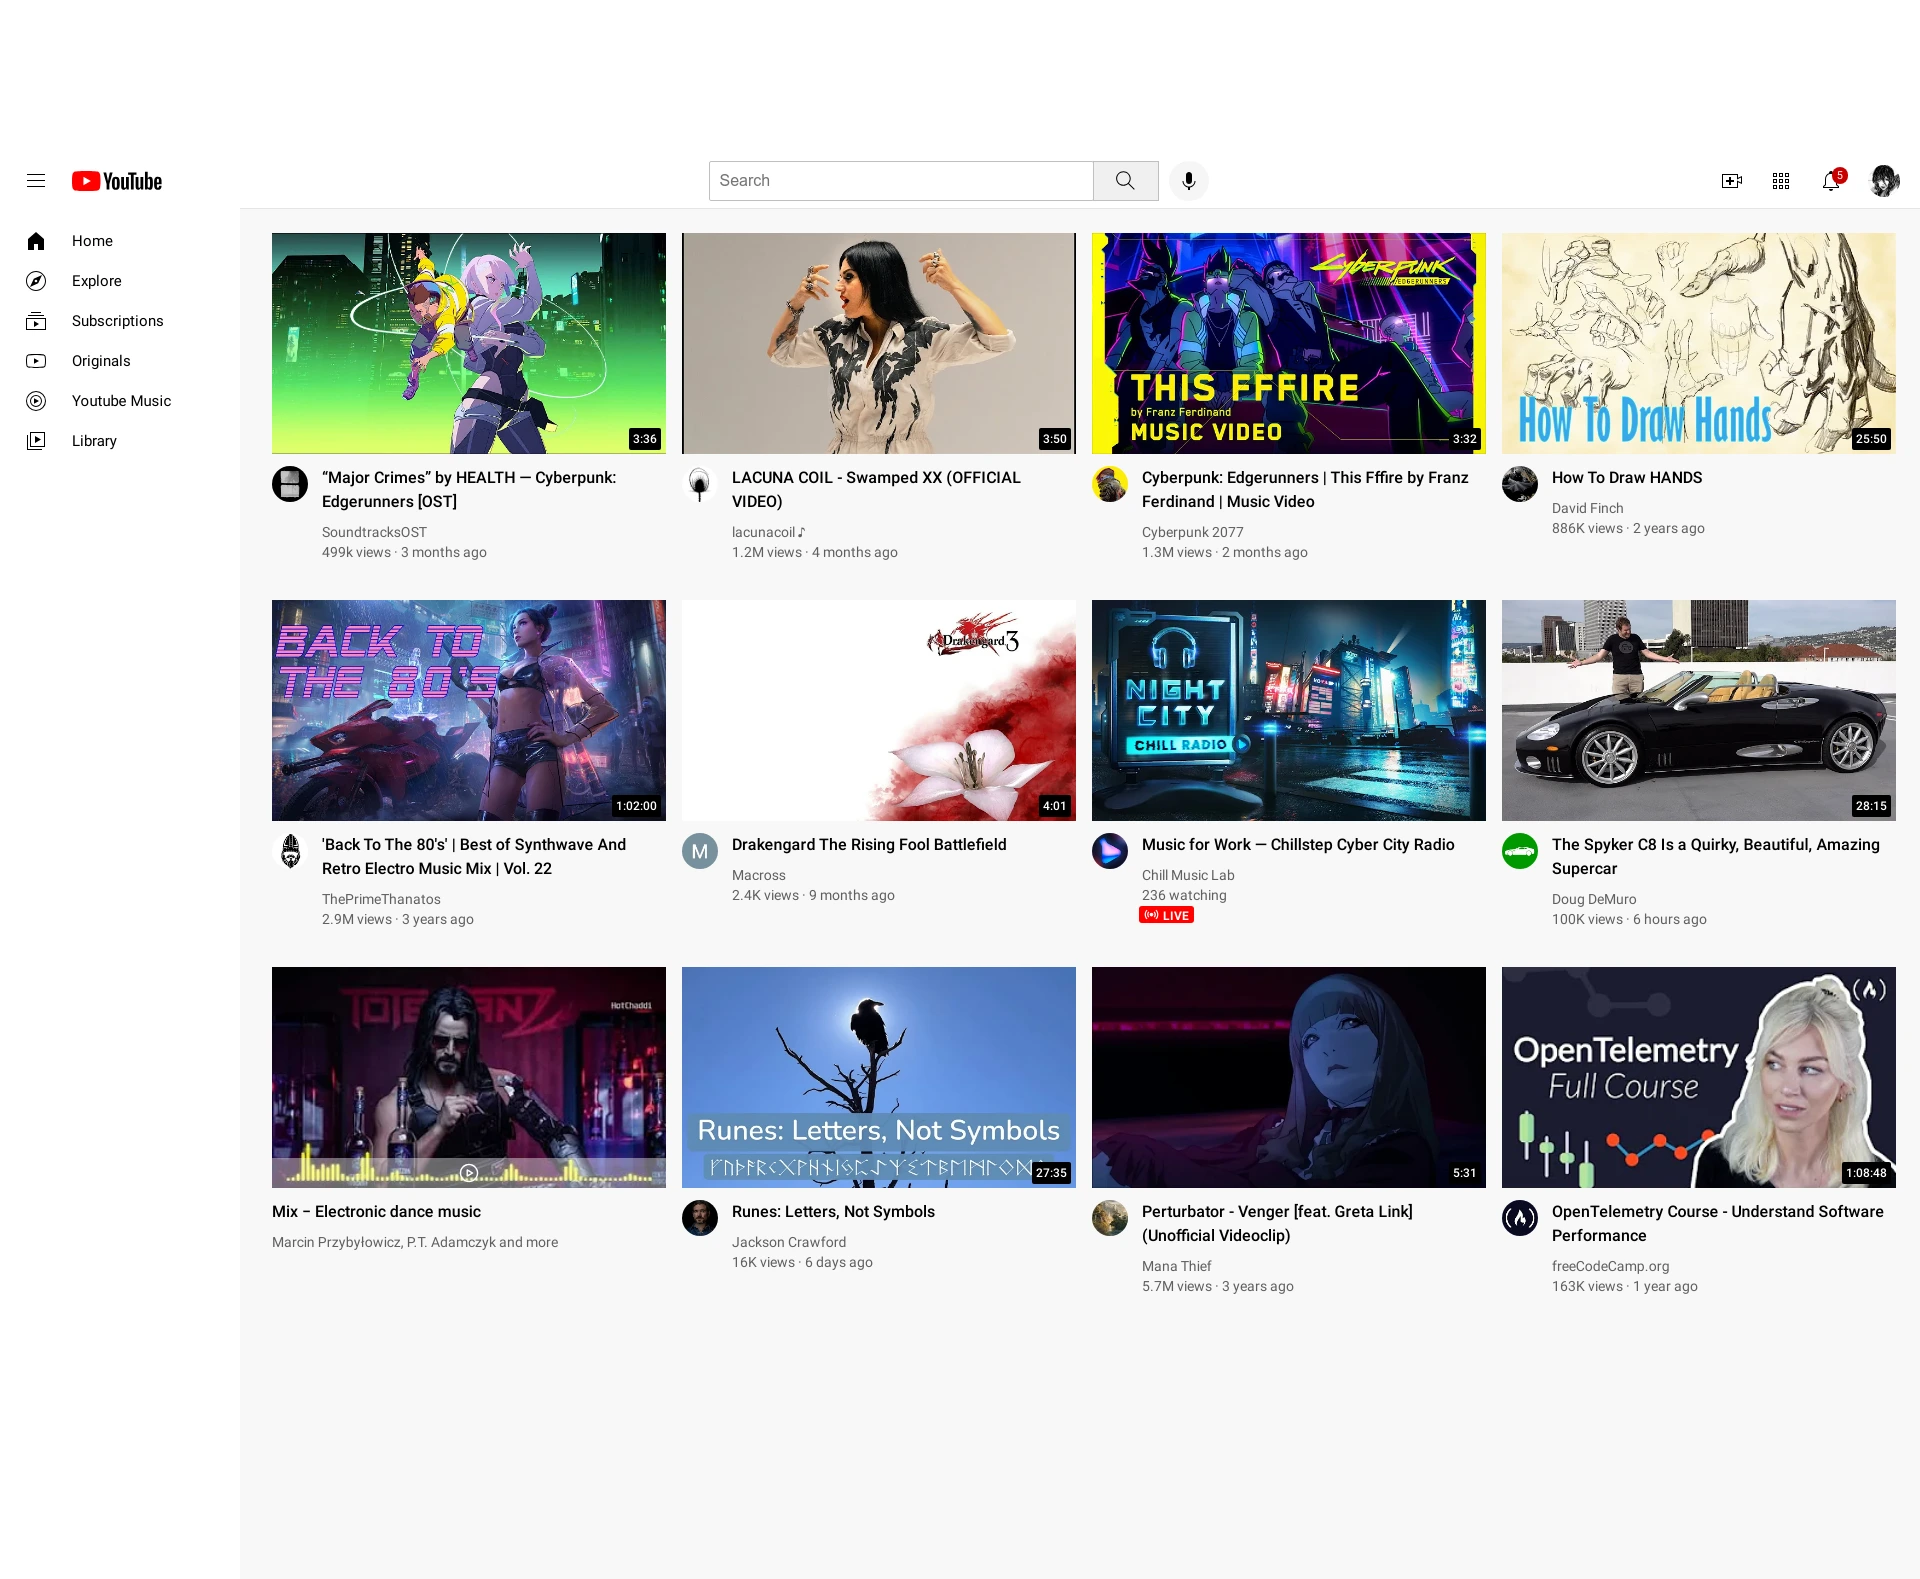 YouTube
Search
5
Home
Explore
Subscriptions
Originals
Youtube Music
Library
3:36
3:50
CYBERPUNK
EDGERUNNERS
THIS FFFIRE
by Franz Ferdinand
MUSIC VIDEO
3:32
How To Draw Hands
25:50
“Major Crimes” by HEALTH — Cyberpunk:
Edgerunners [OST]
SoundtracksOST
499k views · 3 months ago
LACUNA COIL - Swamped XX (OFFICIAL
VIDEO)
lacunacoil ♪
1.2M views · 4 months ago
Cyberpunk: Edgerunners | This Fffire by Franz
Ferdinand | Music Video
Cyberpunk 2077
1.3M views · 2 months ago
How To Draw HANDS
David Finch
886K views · 2 years ago
BACK TO
THE 80'S
1:02:00
Drakengard 3
4:01
NIGHT
CITY
CHILL RADIO
28:15
'Back To The 80's' | Best of Synthwave And
Retro Electro Music Mix | Vol. 22
ThePrimeThanatos
2.9M views · 3 years ago
M
Drakengard The Rising Fool Battlefield
Macross
2.4K views · 9 months ago
Music for Work — Chillstep Cyber City Radio
Chill Music Lab
236 watching
LIVE
The Spyker C8 Is a Quirky, Beautiful, Amazing
Supercar
Doug DeMuro
100K views · 6 hours ago
TOTENTANZ
HotChaddi
Runes: Letters, Not Symbols
27:35
5:31
OpenTelemetry
Full Course
1:08:48
Mix – Electronic dance music
Marcin Przybyłowicz, P.T. Adamczyk and more
Runes: Letters, Not Symbols
Jackson Crawford
16K views · 6 days ago
Perturbator - Venger [feat. Greta Link]
(Unofficial Videoclip)
Mana Thief
5.7M views · 3 years ago
OpenTelemetry Course - Understand Software
Performance
freeCodeCamp.org
163K views · 1 year ago